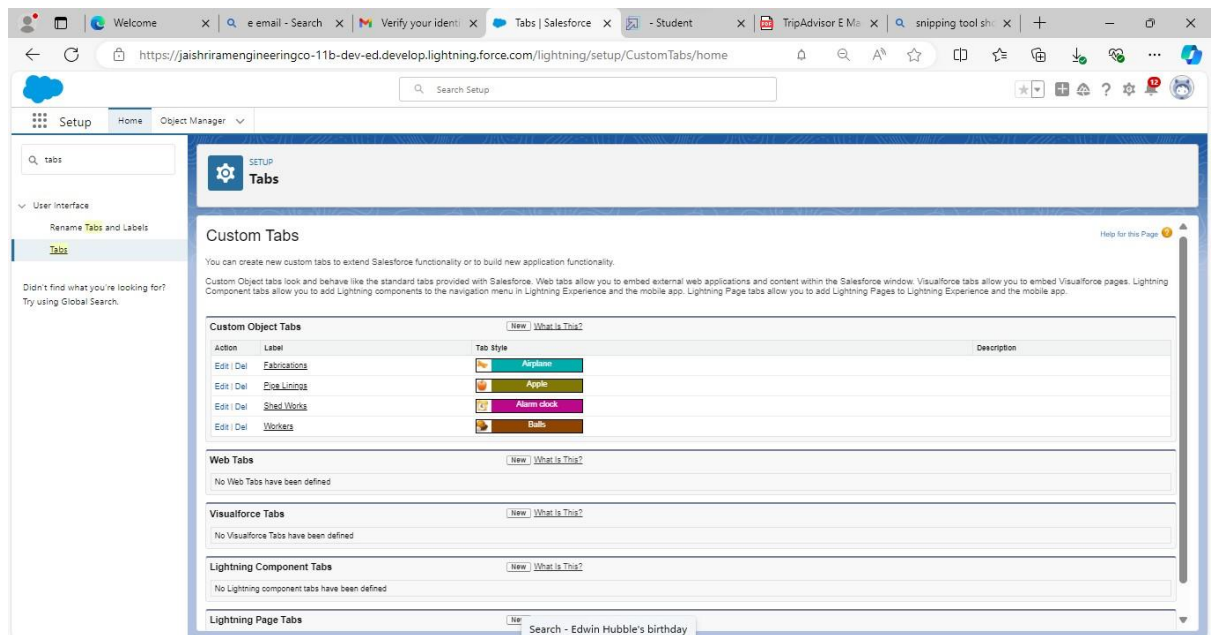 Welcome
e email - Search
Verify your identi
Tabs | Salesforce
- Student
TripAdvisor E Ma
snipping tool sho
https://jaishriramengineeringco-11b-dev-ed.develop.lightning.force.com/lightning/setup/CustomTabs/home
Search Setup
12
Setup
Home
Object Manager
tabs
User Interface
Rename Tabs and Labels
Tabs
Didn't find what you're looking for?
Try using Global Search.
SETUP
Tabs
Custom Tabs
Help for this Page
You can create new custom tabs to extend Salesforce functionality or to build new application functionality.
Custom Object tabs look and behave like the standard tabs provided with Salesforce. Web tabs allow you to embed external web applications and content within the Salesforce window. Visualforce tabs allow you to embed Visualforce pages. Lightning
Component tabs allow you to add Lightning components to the navigation menu in Lightning Experience and the mobile app. Lightning Page tabs allow you to add Lightning Pages to Lightning Experience and the mobile app.
Custom Object Tabs New What Is This?
Action Label Tab Style Description
Edit | Del Fabrications Airplane
Edit | Del Pipe Linings Apple
Edit | Del Shed Works Alarm clock
Edit | Del Workers Balls
Web Tabs New What Is This?
No Web Tabs have been defined
Visualforce Tabs New What Is This?
No Visualforce Tabs have been defined
Lightning Component Tabs New What Is This?
No Lightning component tabs have been defined
Lightning Page Tabs
Search - Edwin Hubble's birthday